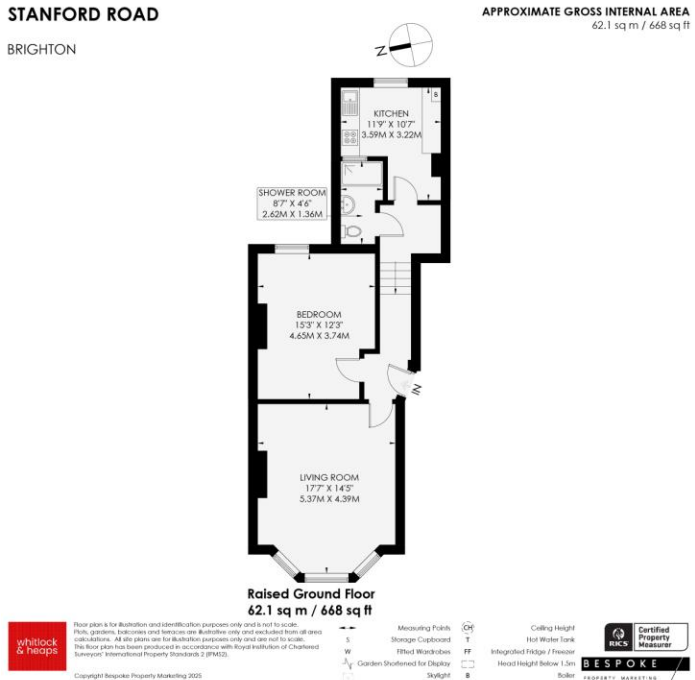 STANFORD ROAD
BRIGHTON
APPROXIMATE GROSS INTERNAL AREA
62.1 sq m / 668 sq ft
N
KITCHEN
11'9" X 10'7"
3.59M X 3.22M
B
SHOWER ROOM
8'7" X 4'6"
2.62M X 1.36M
BEDROOM
15'3" X 12'3"
4.65M X 3.74M
IN
LIVING ROOM
17'7" X 14'5"
5.37M X 4.39M
Raised Ground Floor
62.1 sq m / 668 sq ft
whitlock
& heaps
Floor plan is for illustration and identification purposes only and is not to scale.
Plots, gardens, balconies and terraces are illustrative only and excluded from all area
calculations. All site plans are for illustration purposes only and are not to scale.
This floor plan has been produced in accordance with Royal Institution of Chartered
Surveyors' International Property Standards 2 (IPMS2).
Copyright Bespoke Property Marketing 2025
Measuring Points
S Storage Cupboard
W Fitted Wardrobes
Garden Shortened for Display
Skylight
CH Ceiling Height
T Hot Water Tank
FF Integrated Fridge / Freezer
Head Height Below 1.5m
B Boiler
RICS
Certified
Property
Measurer
BESPOKE
PROPERTY MARKETING